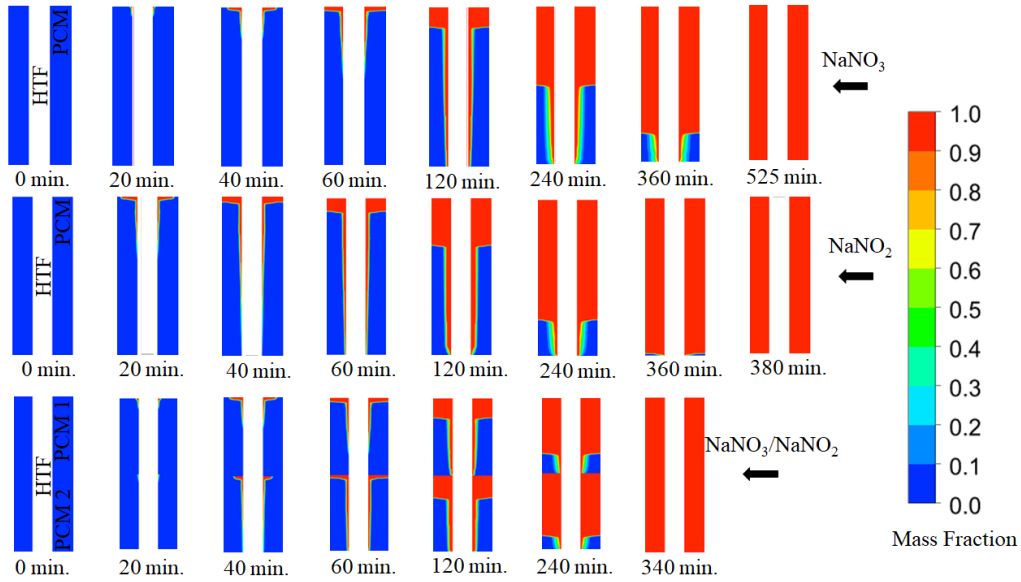 HTF
PCM
NaNO₃
0 min.
20 min.
40 min.
60 min.
120 min.
240 min.
360 min.
525 min.
HTF
PCM
NaNO₂
0 min.
20 min.
40 min.
60 min.
120 min.
240 min.
360 min.
380 min.
HTF
PCM 1
PCM 2
NaNO₃/NaNO₂
0 min.
20 min.
40 min.
60 min.
120 min.
240 min.
340 min.
1.0
0.9
0.8
0.7
0.6
0.5
0.4
0.3
0.2
0.1
0.0
Mass Fraction